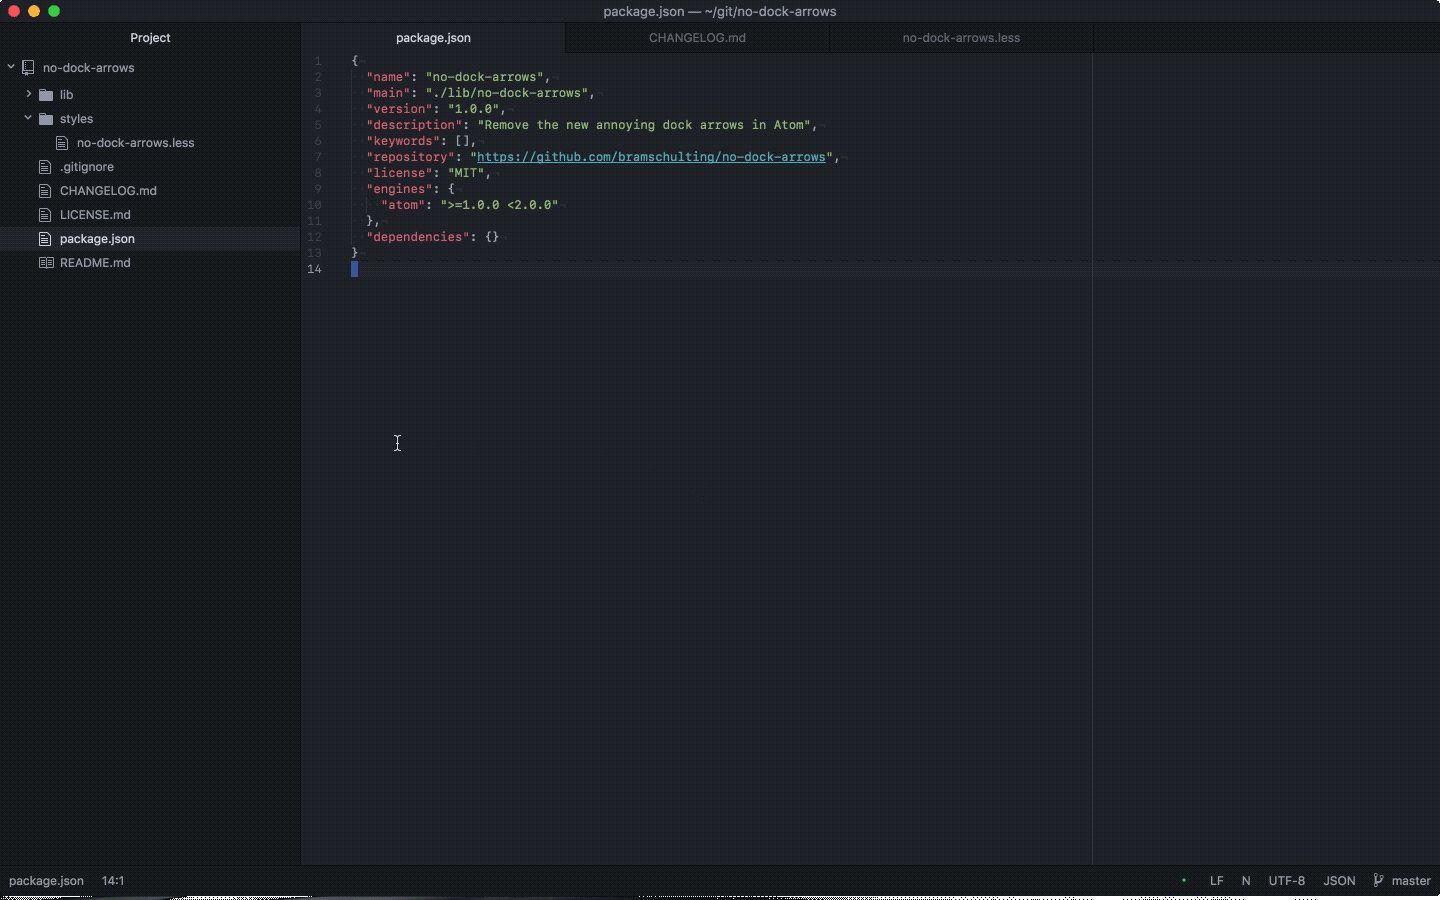 package.json — ~/git/no-dock-arrows
Project
package.json
CHANGELOG.md
no-dock-arrows.less
no-dock-arrows
lib
styles
no-dock-arrows.less
.gitignore
CHANGELOG.md
LICENSE.md
package.json
README.md
1 {
2 "name": "no-dock-arrows",
3 "main": "./lib/no-dock-arrows",
4 "version": "1.0.0",
5 "description": "Remove the new annoying dock arrows in Atom",
6 "keywords": [],
7 "repository": "https://github.com/bramschulting/no-dock-arrows",
8 "license": "MIT",
9 "engines": {
10 "atom": ">=1.0.0 <2.0.0"
11 },
12 "dependencies": {}
13 }
14
package.json 14:1 LF N UTF-8 JSON master